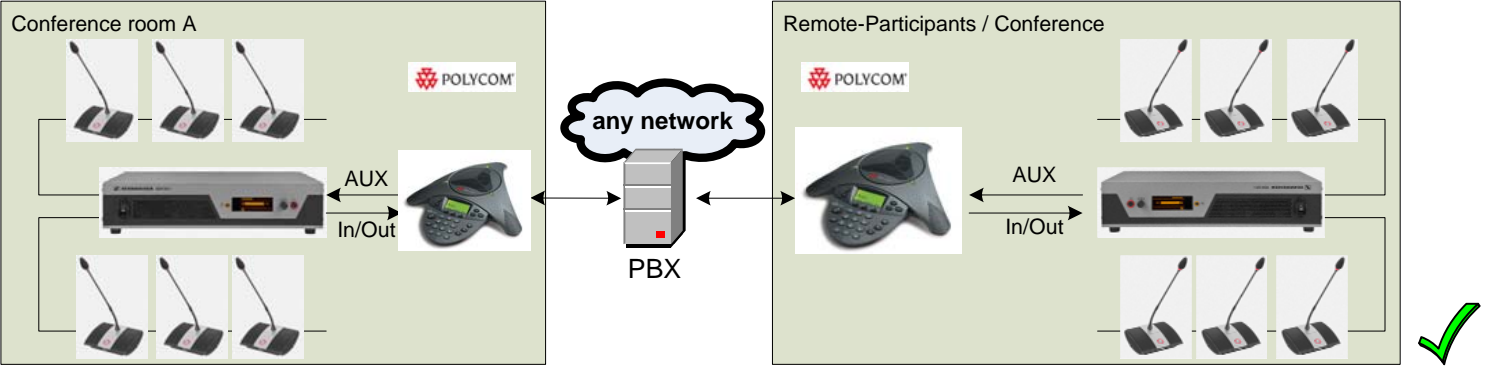 Conference room A
POLYCOM
AUX
In/Out
any network
PBX
Remote-Participants / Conference
POLYCOM
AUX
In/Out